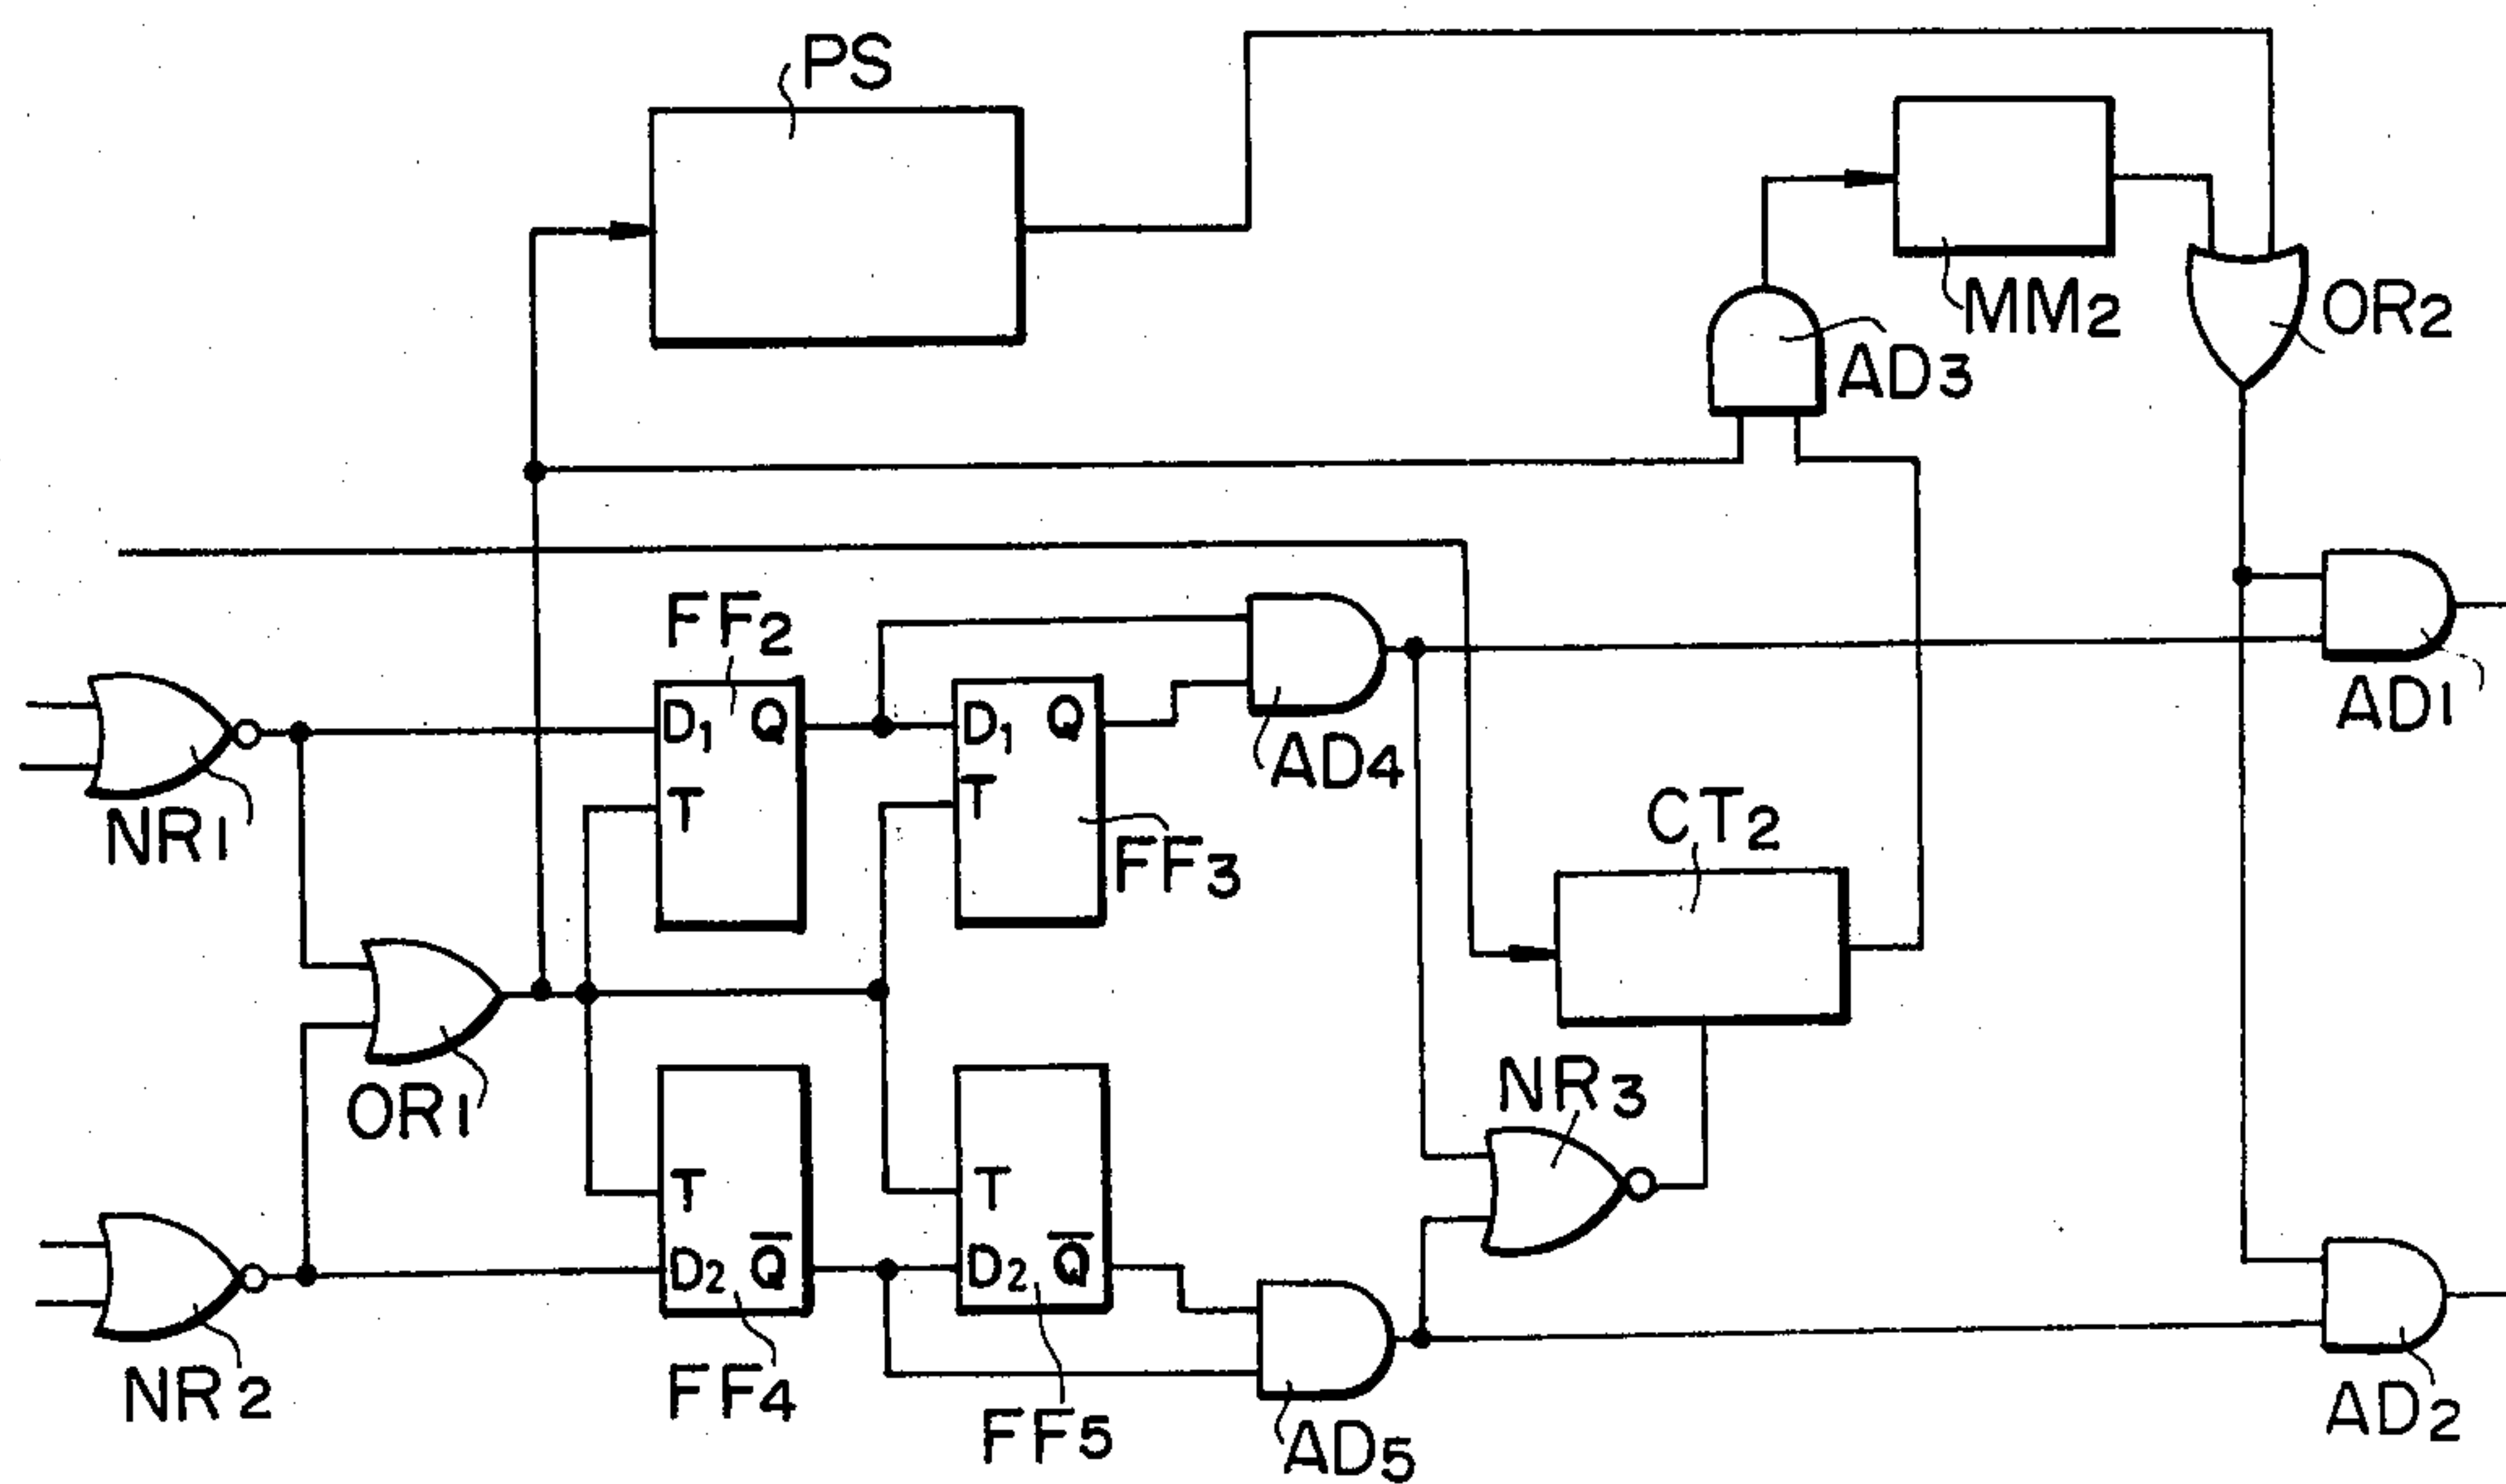 PS
MM2
OR2
AD3
FF2
D1 Q
T
D1 Q
T
FF3
AD4
AD1
NR1
CT2
OR1
NR3
T
D2 Q̅
T
D2 Q̅
NR2
FF4
FF5
AD5
AD2